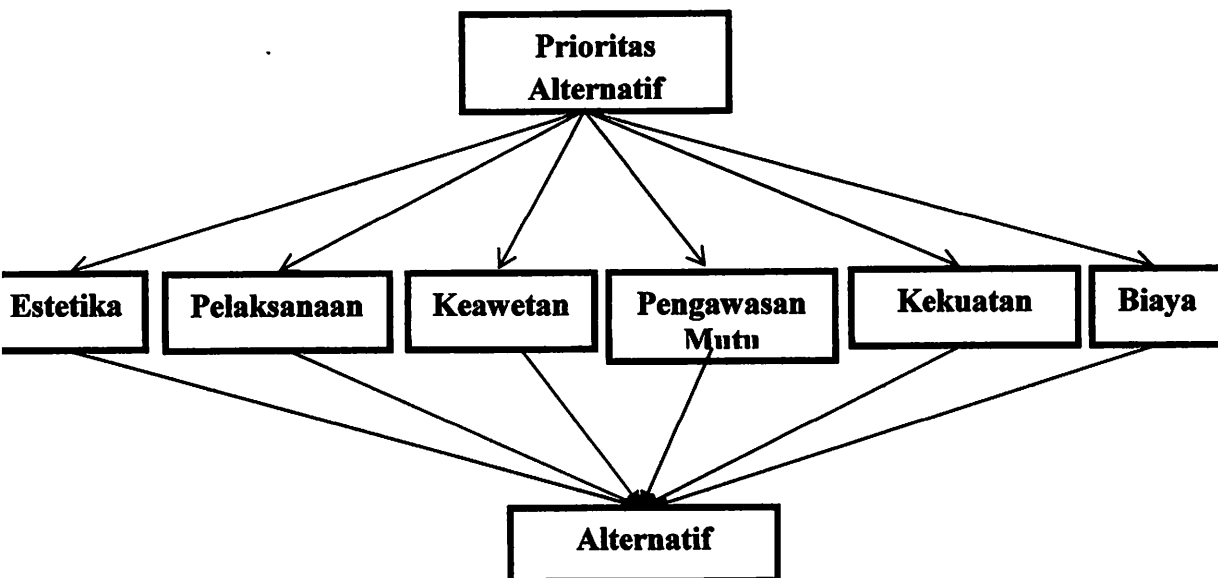 Prioritas
Alternatif
Estetika
Pelaksanaan
Keawetan
Pengawasan
Mutu
Kekuatan
Biaya
Alternatif